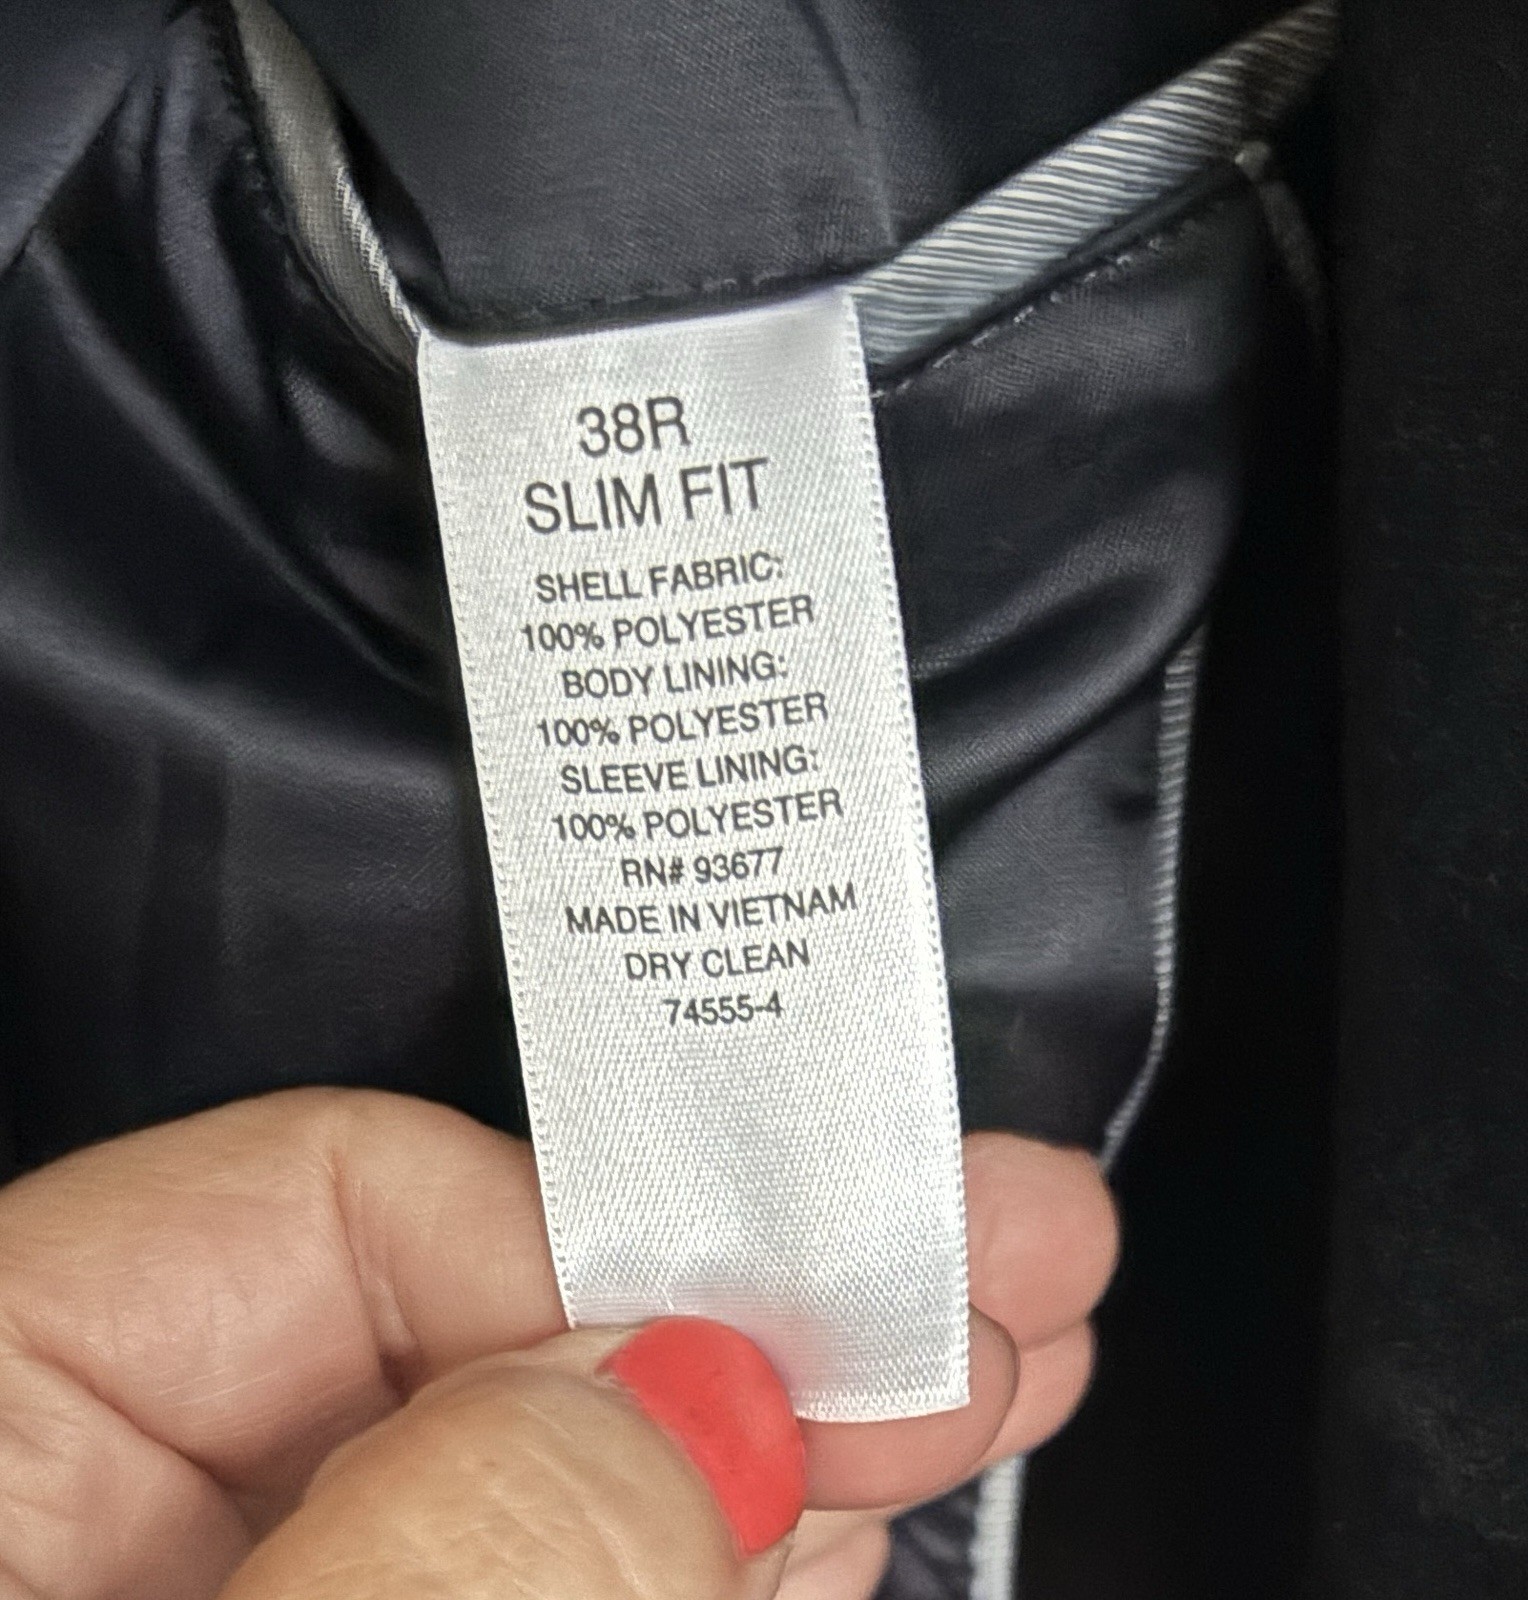 38R
SLIM FIT
SHELL FABRIC:
100% POLYESTER
BODY LINING:
100% POLYESTER
SLEEVE LINING:
100% POLYESTER
RN# 93677
MADE IN VIETNAM
DRY CLEAN
74555-4